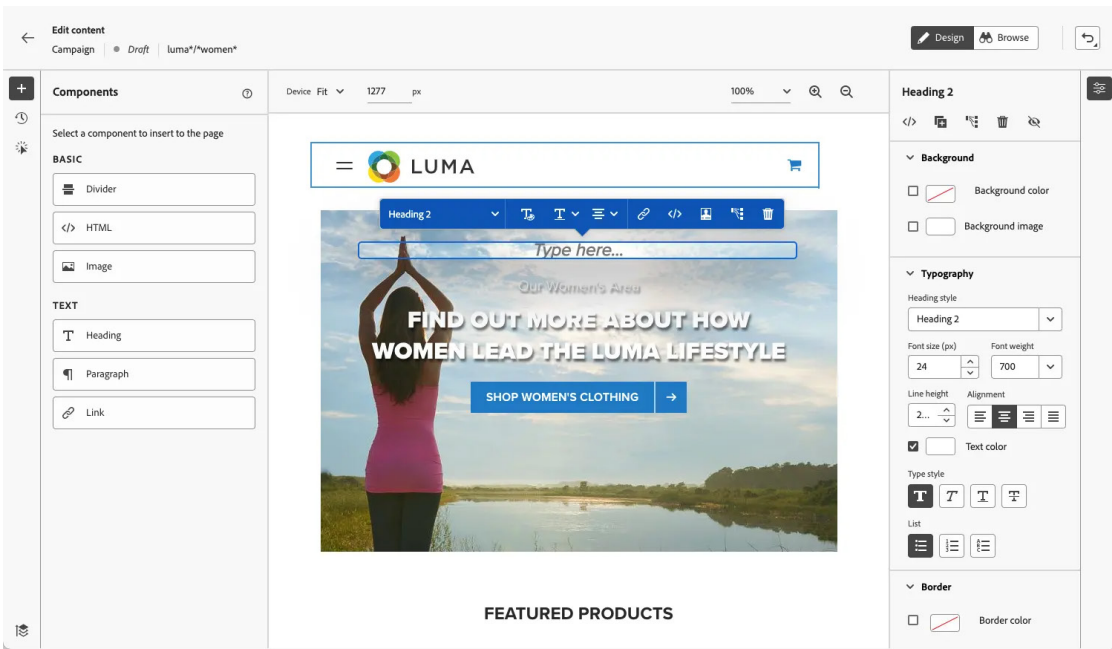 Edit content
Campaign Draft luma*/*women*
Design Browse
Components
Device Fit 1277 px 100%
Heading 2
Select a component to insert to the page
BASIC
Divider
HTML
Image
TEXT
Heading
Paragraph
Link
LUMA
Heading 2
Type here...
Our Women's Area
FIND OUT MORE ABOUT HOW
WOMEN LEAD THE LUMA LIFESTYLE
SHOP WOMEN'S CLOTHING
FEATURED PRODUCTS
Background
Background color
Background image
Typography
Heading style
Heading 2
Font size (px) Font weight
24 700
Line height Alignment
2...
Text color
Type style
List
Border
Border color